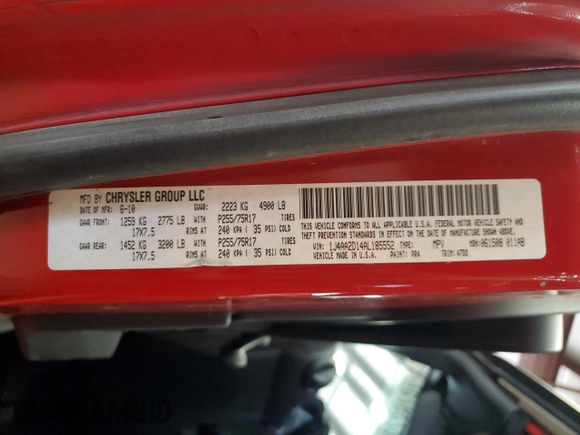 MFD BY CHRYSLER GROUP LLC
DATE OF MFR: 6-10 GVWR: 2223 KG 4900 LB
GAWR FRONT: 1259 KG 2775 LB WITH P255/75R17 TIRES
17X7.5 RIMS AT 240 KPA ( 35 PSI) COLD
GAWR REAR: 1452 KG 3200 LB WITH P255/75R17 TIRES
17X7.5 RIMS AT 240 KPA ( 35 PSI) COLD
THIS VEHICLE CONFORMS TO ALL APPLICABLE U.S.A. FEDERAL MOTOR VEHICLE SAFETY AND
THEFT PREVENTION STANDARDS IN EFFECT ON THE DATE OF MANUFACTURE SHOWN ABOVE.
VIN: 1J4AA2D14AL185552 TYPE: MPV MDH:061508 011AB
VEHICLE MADE IN U.S.A. PAINT: PRA TRIM:
DREAMBID